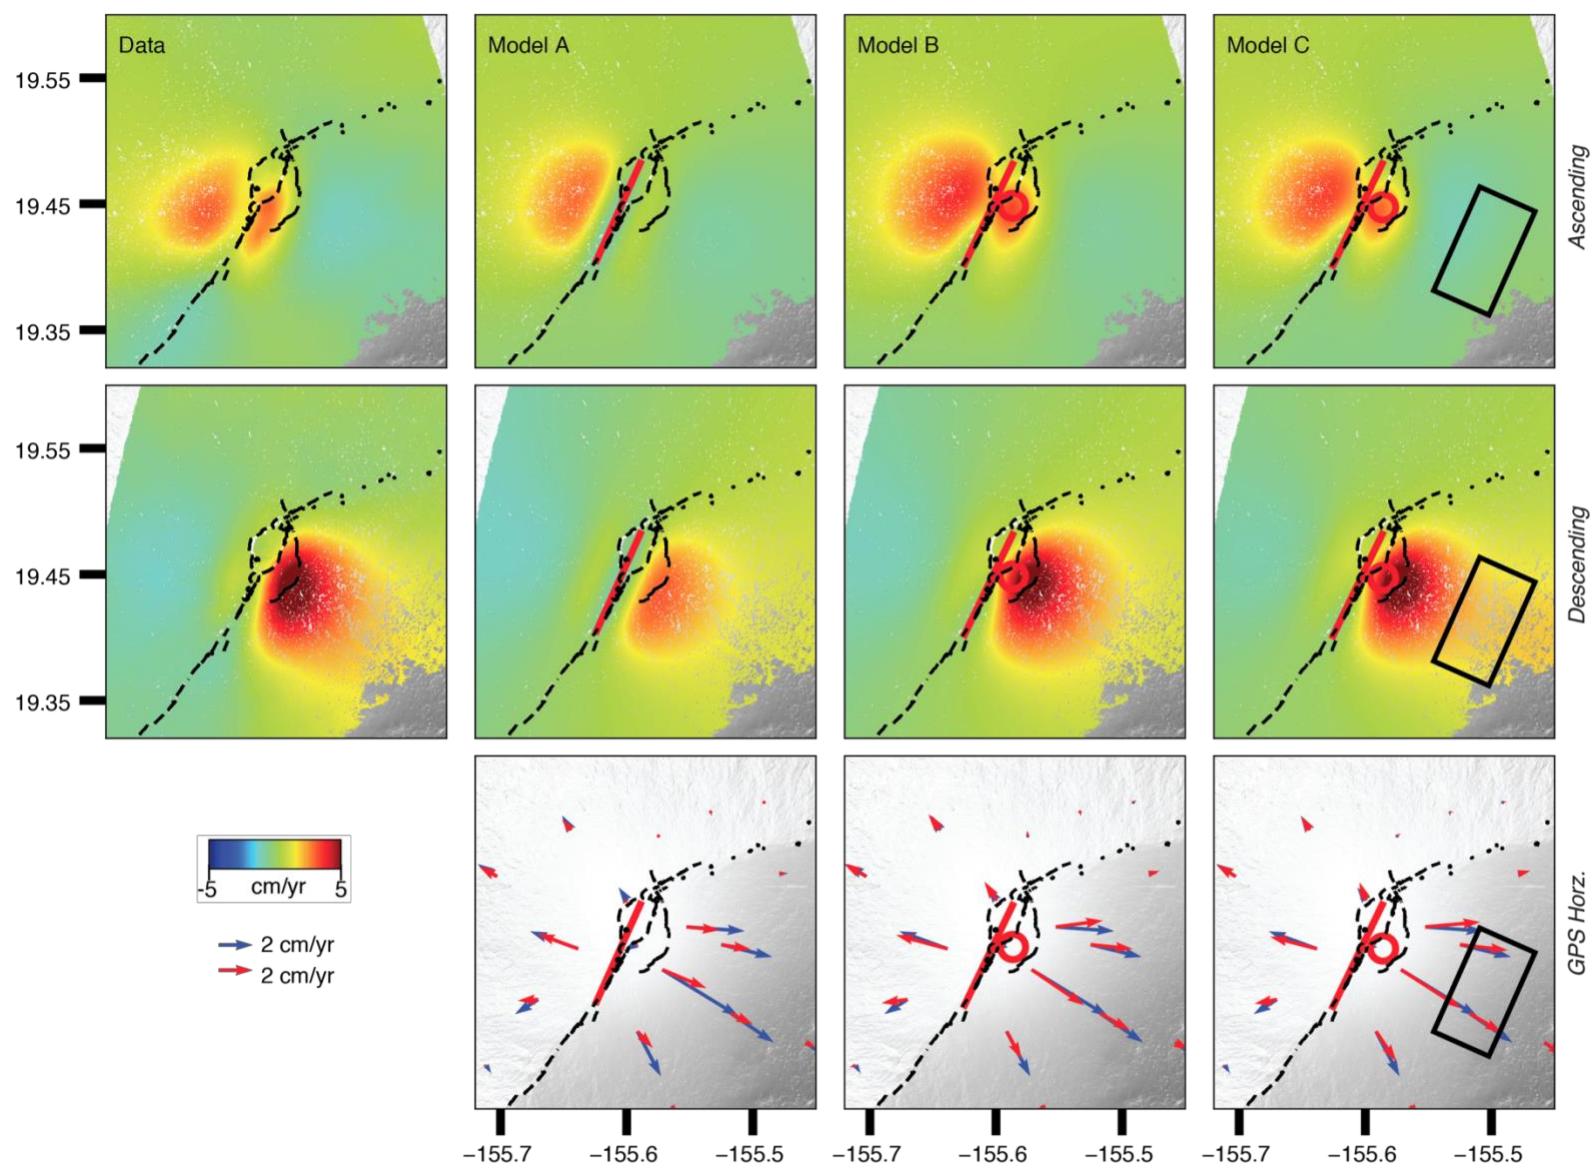 Data
Model A
Model B
Model C
19.55
19.45
19.35
Ascending
19.55
19.45
19.35
Descending
-5
cm/yr
5
2 cm/yr
2 cm/yr
GPS Horz.
−155.7
−155.6
−155.5
−155.7
−155.6
−155.5
−155.7
−155.6
−155.5